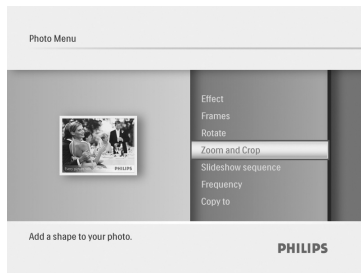 Photo Menu
Effect
Frames
Rotate
Zoom and Crop
Slideshow sequence
Frequency
Copy to
PHILIPS
Add a shape to your photo.
PHILIPS